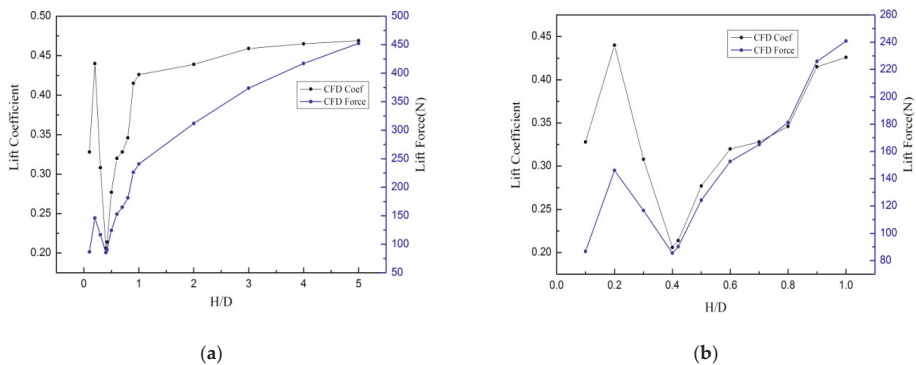 0.50
0.45
0.40
0.35
0.30
0.25
0.20
Lift Coefficient
CFD Coef
CFD Force
500
450
400
350
300
250
200
150
100
50
Lift Force(N)
0 1 2 3 4 5
H/D
(a)
0.45
0.40
0.35
0.30
0.25
0.20
Lift Coefficient
CFD Coef
CFD Force
260
240
220
200
180
160
140
120
100
80
Lift Force(N)
0.0 0.2 0.4 0.6 0.8 1.0
H/D
(b)